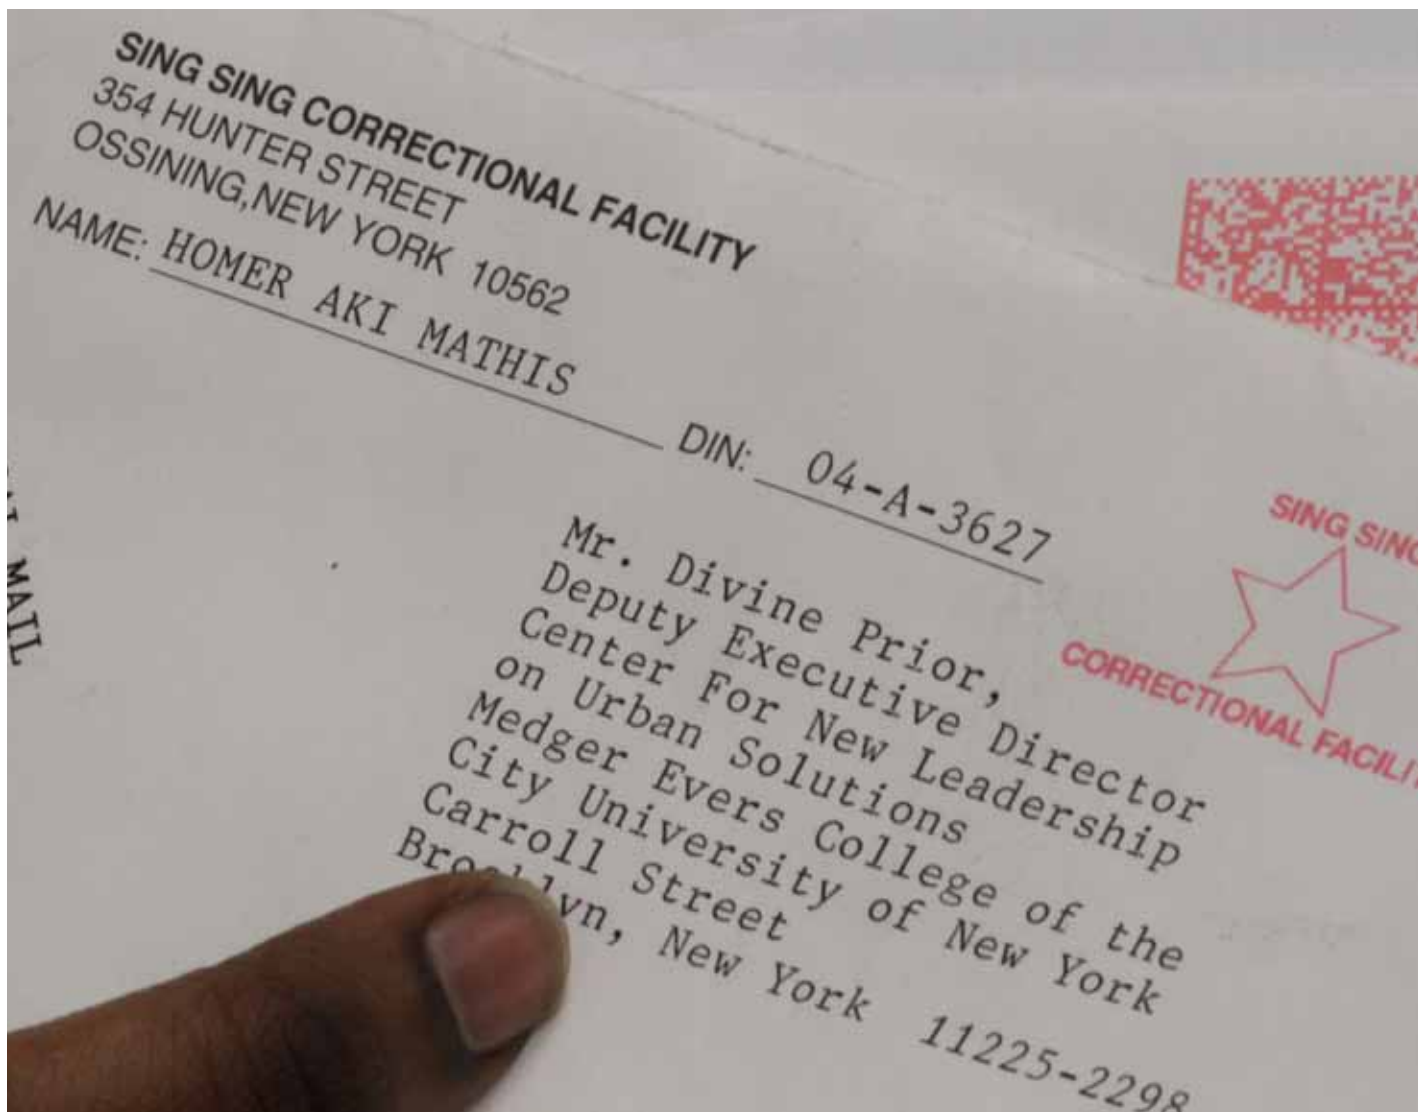 SING SING CORRECTIONAL FACILITY
354 HUNTER STREET
OSSINING, NEW YORK 10562
NAME: HOMER AKI MATHIS
DIN: 04-A-3627
Mr. Divine Prior,
Deputy Executive Director
Center For New Leadership
on Urban Solutions
Medger Evers College of the
City University of New York
Carroll Street
Brooklyn, New York 11225-2298
SING SING
CORRECTIONAL FACILI
MAIL